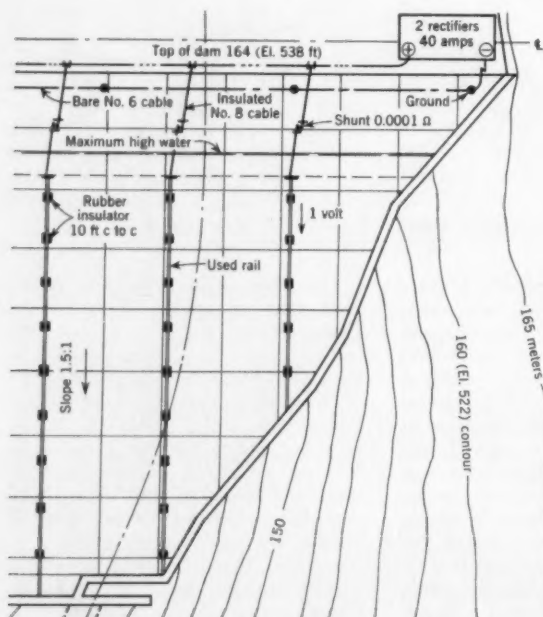 2 rectifiers
40 amps
⊕
⊖
℄
Top of dam 164 (El. 538 ft)
Bare No. 6 cable
Insulated
No. 8 cable
Ground
Shunt 0.0001 Ω
Maximum high water
Rubber
insulator
10 ft c to c
1 volt
Used rail
Slope 1.5:1
150
160 (El. 522) contour
165 meters